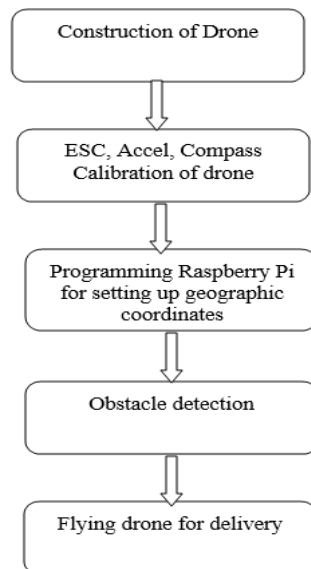 Construction of Drone
ESC, Accel, Compass
Calibration of drone
Programming Raspberry Pi
for setting up geographic
coordinates
Obstacle detection
Flying drone for delivery